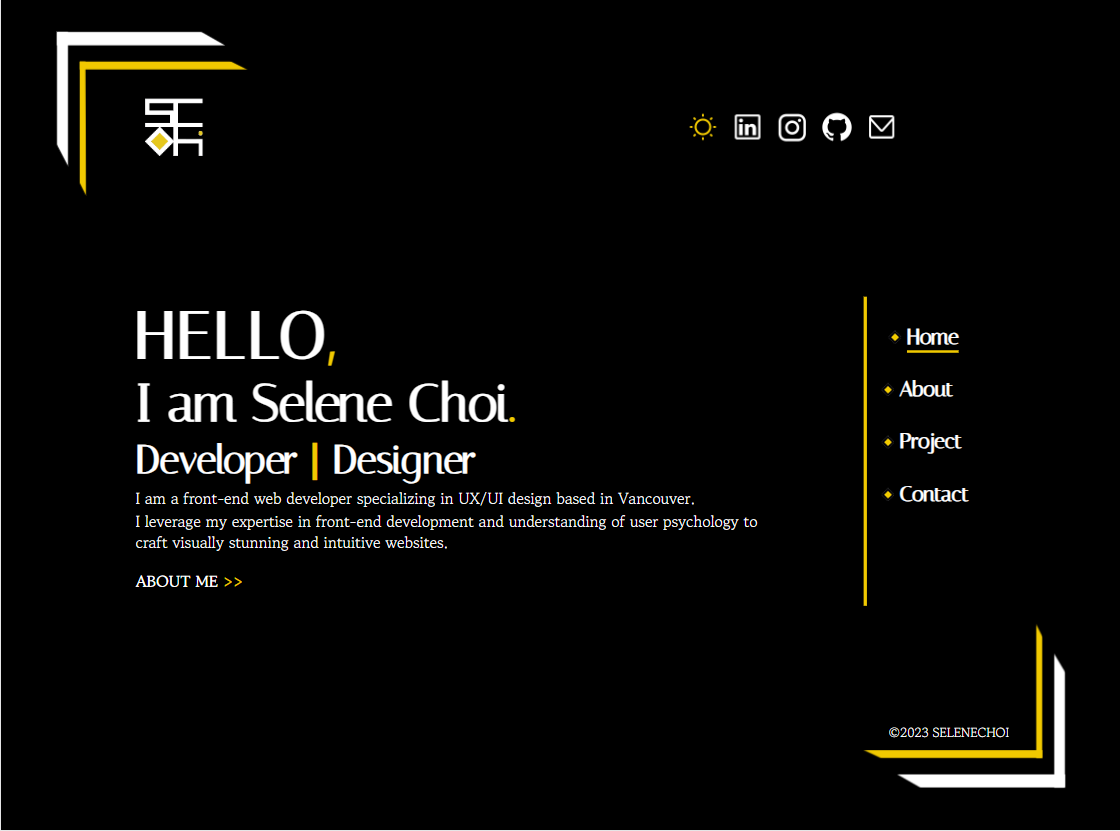 HELLO,
I am Selene Choi.
Developer | Designer
I am a front-end web developer specializing in UX/UI design based in Vancouver.
I leverage my expertise in front-end development and understanding of user psychology to
craft visually stunning and intuitive websites.
ABOUT ME >>
Home
About
Project
Contact
©2023 SELENECHOI